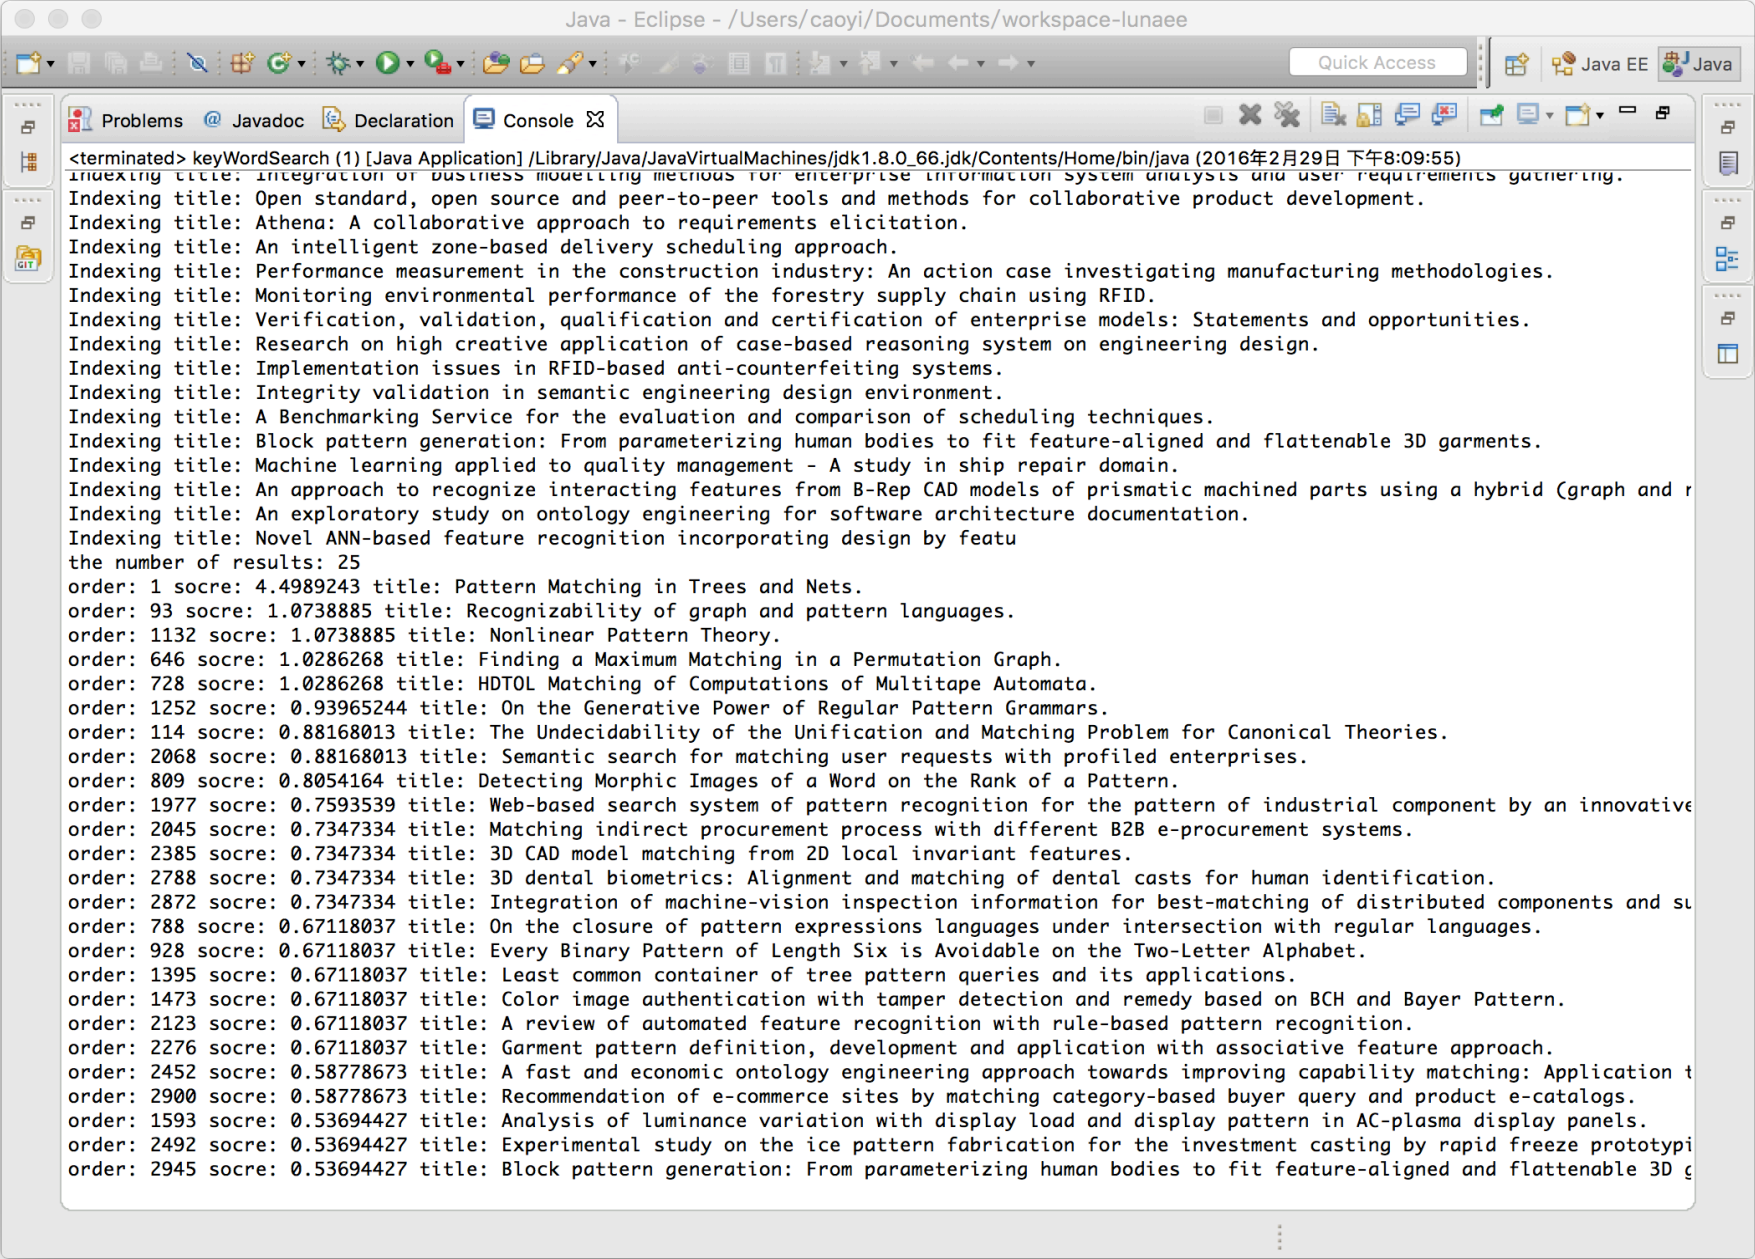 Java - Eclipse - /Users/caoyi/Documents/workspace-lunaee
Quick Access
Java EE
Java
Problems
@ Javadoc
Declaration
Console
<terminated> keyWordSearch (1) [Java Application] /Library/Java/JavaVirtualMachines/jdk1.8.0_66.jdk/Contents/Home/bin/java (2016年2月29日 下午8:09:55)
Indexing title: Integration of business modelling methods for enterprise information system analysis and user requirements gathering.
Indexing title: Open standard, open source and peer-to-peer tools and methods for collaborative product development.
Indexing title: Athena: A collaborative approach to requirements elicitation.
Indexing title: An intelligent zone-based delivery scheduling approach.
Indexing title: Performance measurement in the construction industry: An action case investigating manufacturing methodologies.
Indexing title: Monitoring environmental performance of the forestry supply chain using RFID.
Indexing title: Verification, validation, qualification and certification of enterprise models: Statements and opportunities.
Indexing title: Research on high creative application of case-based reasoning system on engineering design.
Indexing title: Implementation issues in RFID-based anti-counterfeiting systems.
Indexing title: Integrity validation in semantic engineering design environment.
Indexing title: A Benchmarking Service for the evaluation and comparison of scheduling techniques.
Indexing title: Block pattern generation: From parameterizing human bodies to fit feature-aligned and flattenable 3D garments.
Indexing title: Machine learning applied to quality management - A study in ship repair domain.
Indexing title: An approach to recognize interacting features from B-Rep CAD models of prismatic machined parts using a hybrid (graph and r
Indexing title: An exploratory study on ontology engineering for software architecture documentation.
Indexing title: Novel ANN-based feature recognition incorporating design by featu
the number of results: 25
order: 1 socre: 4.4989243 title: Pattern Matching in Trees and Nets.
order: 93 socre: 1.0738885 title: Recognizability of graph and pattern languages.
order: 1132 socre: 1.0738885 title: Nonlinear Pattern Theory.
order: 646 socre: 1.0286268 title: Finding a Maximum Matching in a Permutation Graph.
order: 728 socre: 1.0286268 title: HDTOL Matching of Computations of Multitape Automata.
order: 1252 socre: 0.93965244 title: On the Generative Power of Regular Pattern Grammars.
order: 114 socre: 0.88168013 title: The Undecidability of the Unification and Matching Problem for Canonical Theories.
order: 2068 socre: 0.88168013 title: Semantic search for matching user requests with profiled enterprises.
order: 809 socre: 0.8054164 title: Detecting Morphic Images of a Word on the Rank of a Pattern.
order: 1977 socre: 0.7593539 title: Web-based search system of pattern recognition for the pattern of industrial component by an innovative
order: 2045 socre: 0.7347334 title: Matching indirect procurement process with different B2B e-procurement systems.
order: 2385 socre: 0.7347334 title: 3D CAD model matching from 2D local invariant features.
order: 2788 socre: 0.7347334 title: 3D dental biometrics: Alignment and matching of dental casts for human identification.
order: 2872 socre: 0.7347334 title: Integration of machine-vision inspection information for best-matching of distributed components and su
order: 788 socre: 0.67118037 title: On the closure of pattern expressions languages under intersection with regular languages.
order: 928 socre: 0.67118037 title: Every Binary Pattern of Length Six is Avoidable on the Two-Letter Alphabet.
order: 1395 socre: 0.67118037 title: Least common container of tree pattern queries and its applications.
order: 1473 socre: 0.67118037 title: Color image authentication with tamper detection and remedy based on BCH and Bayer Pattern.
order: 2123 socre: 0.67118037 title: A review of automated feature recognition with rule-based pattern recognition.
order: 2276 socre: 0.67118037 title: Garment pattern definition, development and application with associative feature approach.
order: 2452 socre: 0.58778673 title: A fast and economic ontology engineering approach towards improving capability matching: Application t
order: 2900 socre: 0.58778673 title: Recommendation of e-commerce sites by matching category-based buyer query and product e-catalogs.
order: 1593 socre: 0.53694427 title: Analysis of luminance variation with display load and display pattern in AC-plasma display panels.
order: 2492 socre: 0.53694427 title: Experimental study on the ice pattern fabrication for the investment casting by rapid freeze prototypi
order: 2945 socre: 0.53694427 title: Block pattern generation: From parameterizing human bodies to fit feature-aligned and flattenable 3D g